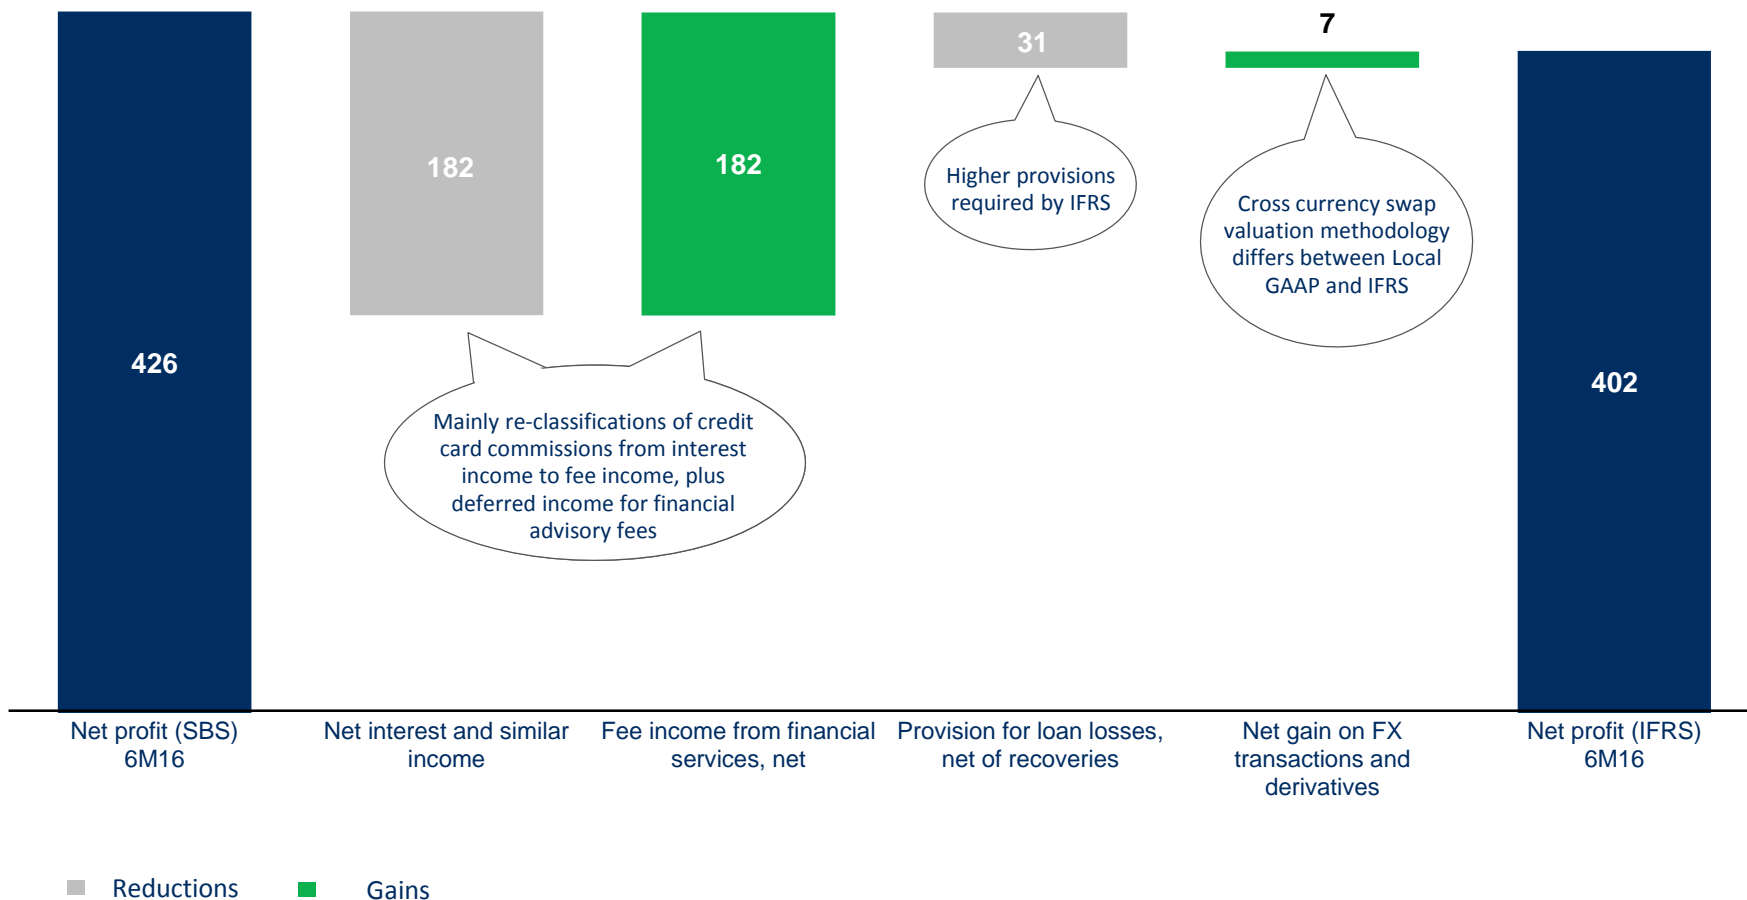 7
31
182
182
Higher provisions
required by IFRS
Cross currency swap
valuation methodology
differs between Local
GAAP and IFRS
426
402
Mainly re-classifications of credit
card commissions from interest
income to fee income, plus
deferred income for financial
advisory fees
Net profit (SBS)
6M16
Net interest and similar
income
Fee income from financial
services, net
Provision for loan losses,
net of recoveries
Net gain on FX
transactions and
derivatives
Net profit (IFRS)
6M16
Reductions
Gains